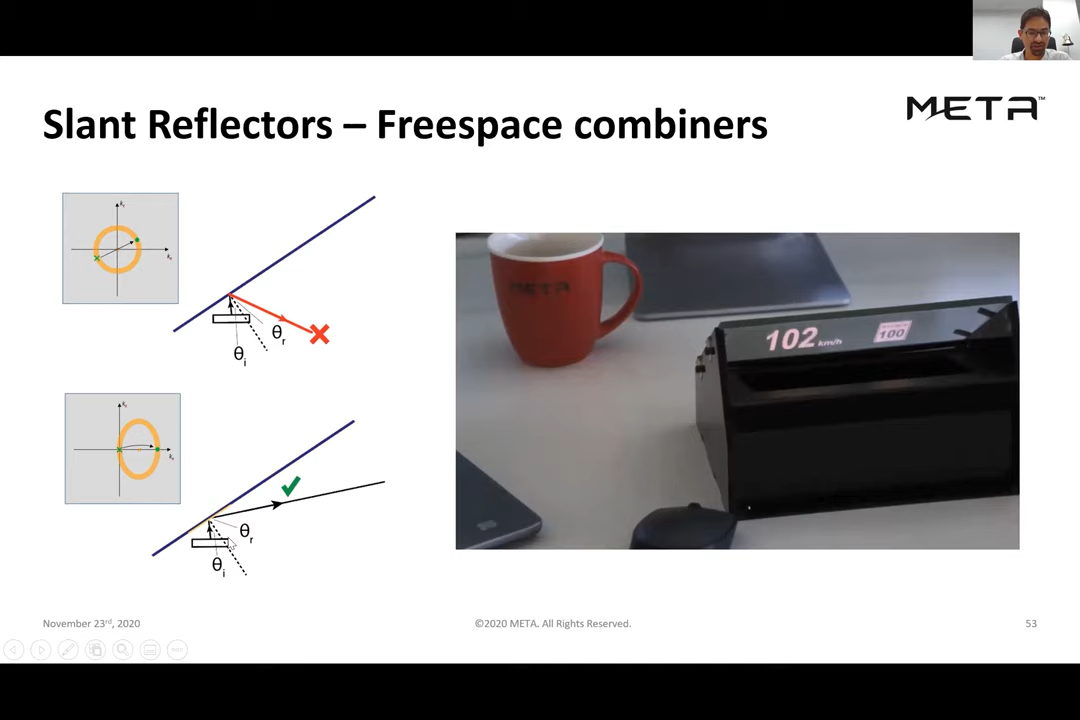 Slant Reflectors – Freespace combiners
META™
θr
θi
θr
θi
META
102 km/h
100
November 23rd, 2020
©2020 META. All Rights Reserved.
53